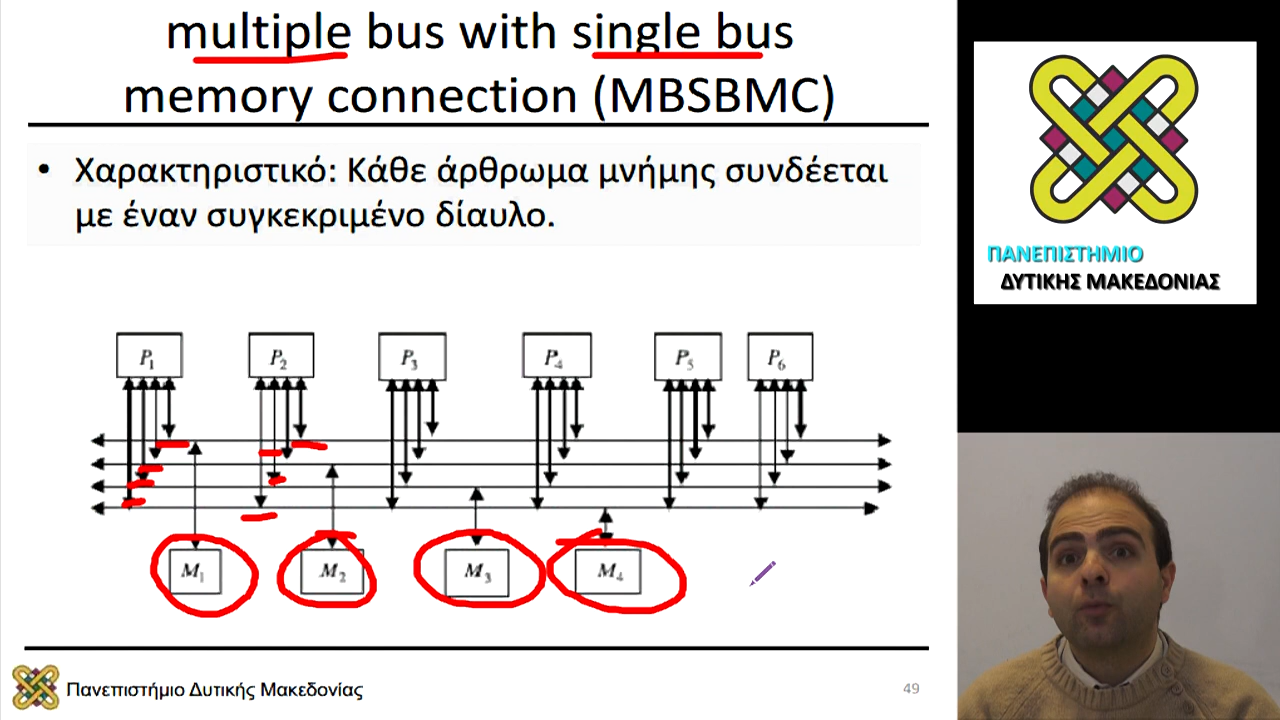 multiple bus with single bus
memory connection (MBSBMC)
• Χαρακτηριστικό: Κάθε άρθρωμα μνήμης συνδέεται
με έναν συγκεκριμένο δίαυλο.
P1 P2 P3 P4 P5 P6
M1 M2 M3 M4
Πανεπιστήμιο Δυτικής Μακεδονίας
49
ΠΑΝΕΠΙΣΤΗΜΙΟ
ΔΥΤΙΚΗΣ ΜΑΚΕΔΟΝΙΑΣ